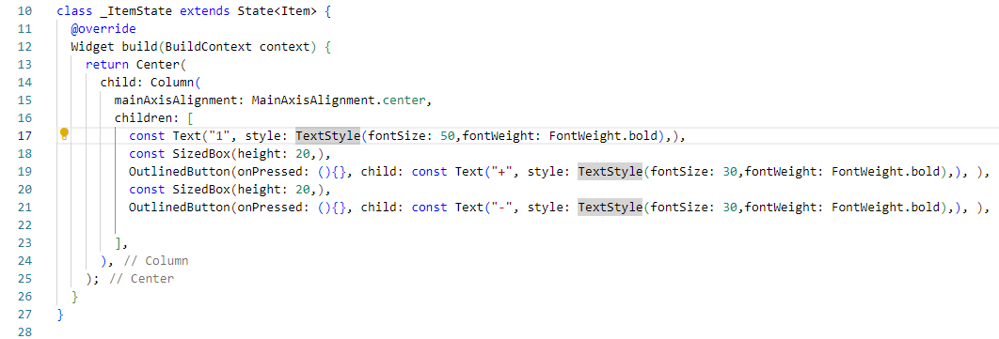 10 class _ItemState extends State<Item> {
11   @override
12   Widget build(BuildContext context) {
13     return Center(
14       child: Column(
15         mainAxisAlignment: MainAxisAlignment.center,
16         children: [
17           const Text("1", style: TextStyle(fontSize: 50,fontWeight: FontWeight.bold),),
18           const SizedBox(height: 20,),
19           OutlinedButton(onPressed: (){}, child: const Text("+", style: TextStyle(fontSize: 30,fontWeight: FontWeight.bold),), ),
20           const SizedBox(height: 20,),
21           OutlinedButton(onPressed: (){}, child: const Text("-", style: TextStyle(fontSize: 30,fontWeight: FontWeight.bold),), ),
22
23         ],
24       ), // Column
25     ); // Center
26   }
27 }
28